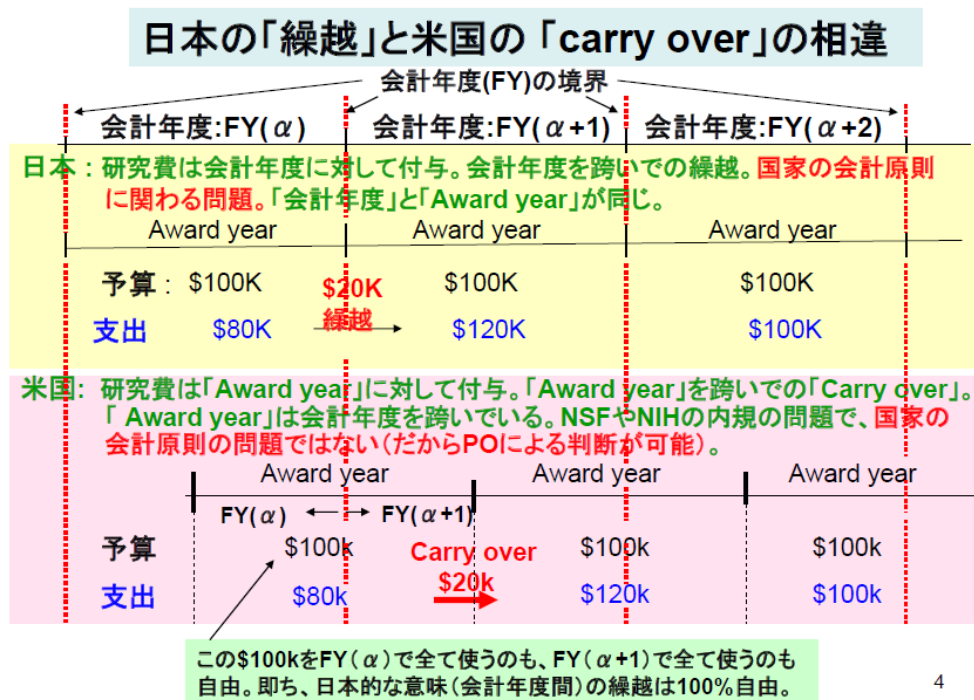 日本の「繰越」と米国の「carry over」の相違
会計年度(FY)の境界
会計年度:FY(α) 会計年度:FY(α+1) 会計年度:FY(α+2)
日本：研究費は会計年度に対して付与。会計年度を跨いでの繰越。国家の会計原則
に関わる問題。「会計年度」と「Award year」が同じ。
Award year Award year Award year
予算： $100K $20K $100K $100K
繰越
支出 $80K $120K $100K
米国: 研究費は「Award year」に対して付与。「Award year」を跨いでの「Carry over」。
「 Award year」は会計年度を跨いでいる。NSFやNIHの内規の問題で、国家の
会計原則の問題ではない(だからPOによる判断が可能)。
Award year Award year Award year
FY(α) FY(α+1)
予算 $100k Carry over $100k $100k
支出 $80k $20k $120k $100k
この$100kをFY(α)で全て使うのも、FY(α+1)で全て使うのも
自由。即ち、日本的な意味(会計年度間)の繰越は100%自由。
4